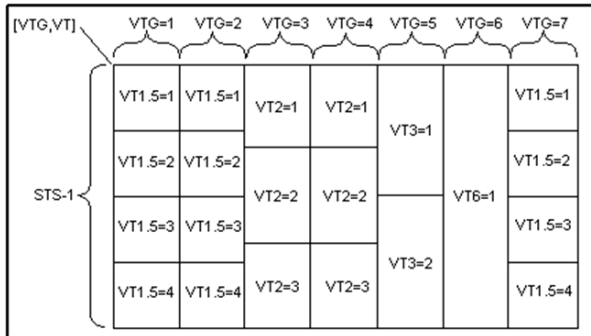 [VTG,VT] VTG=1 VTG=2 VTG=3 VTG=4 VTG=5 VTG=6 VTG=7
VT1.5=1 VT1.5=1 VT2=1 VT2=1 VT3=1 VT1.5=1
VT1.5=2 VT1.5=2 VT1.5=2
STS-1 VT2=2 VT2=2 VT6=1
VT1.5=3 VT1.5=3 VT1.5=3
VT3=2
VT1.5=4 VT1.5=4 VT2=3 VT2=3 VT1.5=4